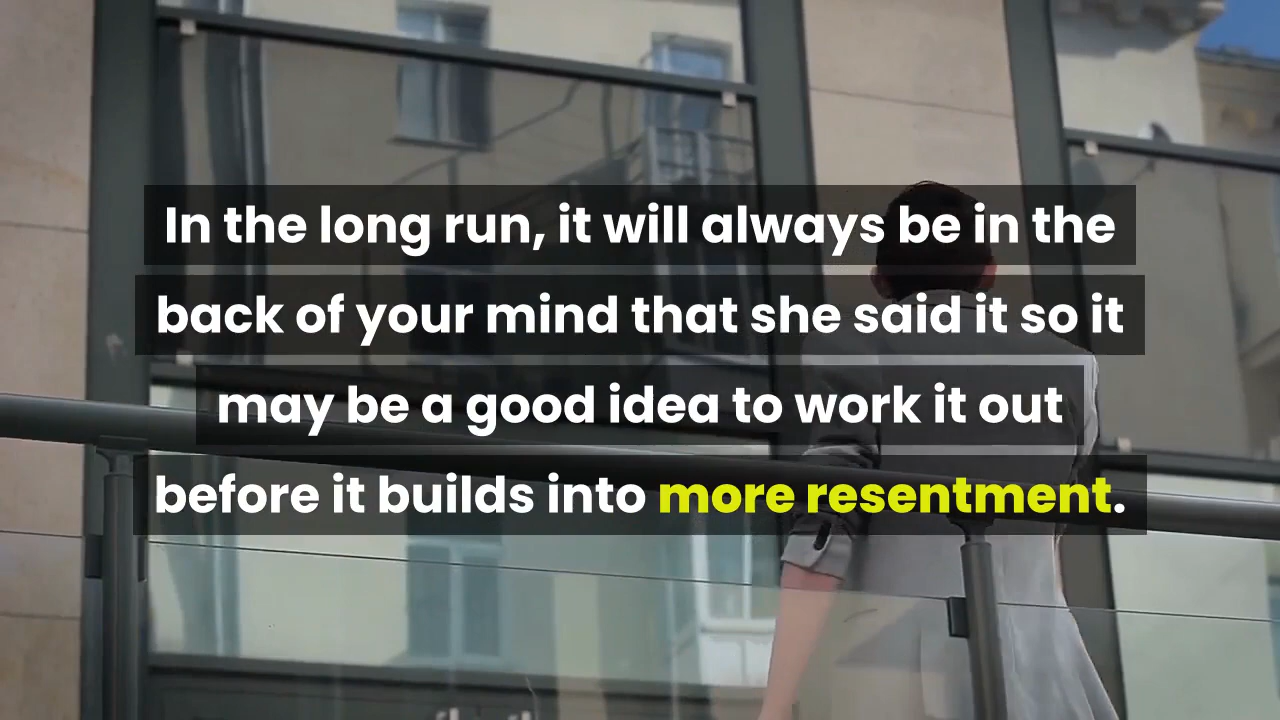 In the long run, it will always be in the
back of your mind that she said it so it
may be a good idea to work it out
before it builds into more resentment.